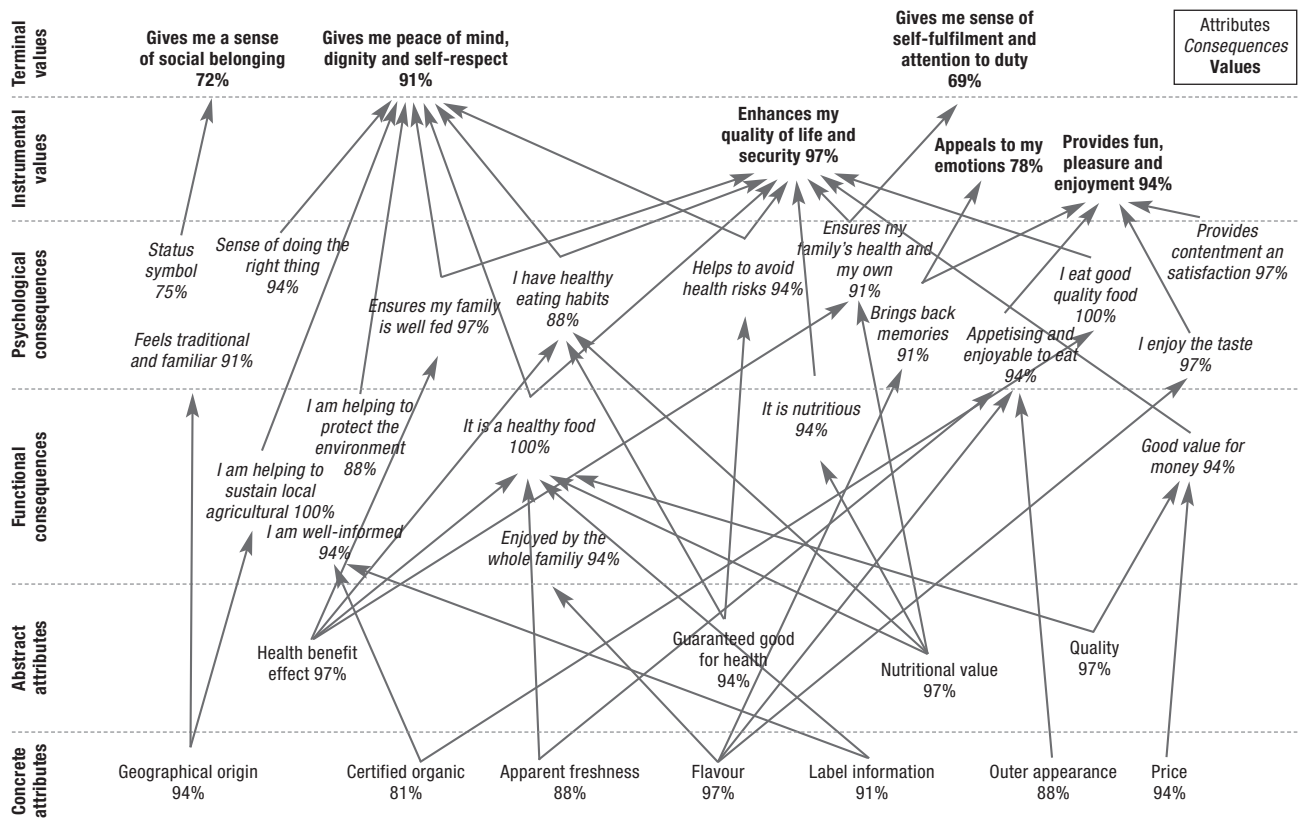 Terminal
values
Gives me a sense
of social belonging
72%
Gives me peace of mind,
dignity and self-respect
91%
Gives me sense of
self-fulfilment and
attention to duty
69%
Attributes
Consequences
Values
Instrumental
values
Enhances my
quality of life and
security 97%
Appeals to my
emotions 78%
Provides fun,
pleasure and
enjoyment 94%
Psychological
consequences
Status
symbol
75%
Sense of doing the
right thing
94%
Feels traditional
and familiar 91%
Ensures my family
is well fed 97%
I have healthy
eating habits
88%
Helps to avoid
health risks 94%
Ensures my
family's health and
my own
91%
Brings back
memories
91%
I eat good
quality food
100%
Appetising and
enjoyable to eat
94%
Provides
contentment an
satisfaction 97%
I enjoy the taste
97%
Functional
consequences
I am helping to
protect the
environment
88%
I am helping to
sustain local
agricultural 100%
I am well-informed
94%
It is a healthy food
100%
Enjoyed by the
whole familiy 94%
It is nutritious
94%
Good value for
money 94%
Abstract
attributes
Health benefit
effect 97%
Guaranteed good
for health
94%
Nutritional value
97%
Quality
97%
Concrete
attributes
Geographical origin
94%
Certified organic
81%
Apparent freshness
88%
Flavour
97%
Label information
91%
Outer appearance
88%
Price
94%